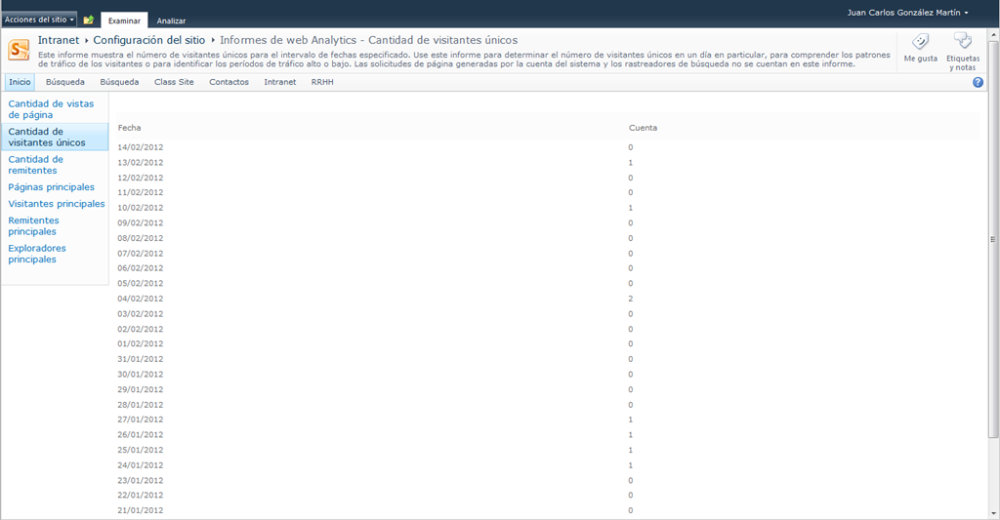 Juan Carlos González Martín
Acciones del sitio Examinar Analizar
Intranet Configuración del sitio Informes de web Analytics - Cantidad de visitantes únicos
Este informe muestra el número de visitantes únicos para el intervalo de fechas especificado. Use este informe para determinar el número de visitantes únicos en un día en particular, para comprender los patrones
de tráfico de los visitantes o para identificar los períodos de tráfico alto o bajo. Las solicitudes de página generadas por la cuenta del sistema y los rastreadores de búsqueda no se cuentan en este informe.
Me gusta
Etiquetas
y notas
Inicio Búsqueda Búsqueda Class Site Contactos Intranet RRHH
Cantidad de vistas
de página
Cantidad de
visitantes únicos
Cantidad de
remitentes
Páginas principales
Visitantes principales
Remitentes
principales
Exploradores
principales
Fecha Cuenta
14/02/2012 0
13/02/2012 1
12/02/2012 0
11/02/2012 0
10/02/2012 1
09/02/2012 0
08/02/2012 0
07/02/2012 0
06/02/2012 0
05/02/2012 0
04/02/2012 2
03/02/2012 0
02/02/2012 0
01/02/2012 0
31/01/2012 0
30/01/2012 0
29/01/2012 0
28/01/2012 0
27/01/2012 1
26/01/2012 1
25/01/2012 1
24/01/2012 1
23/01/2012 0
22/01/2012 0
21/01/2012 0